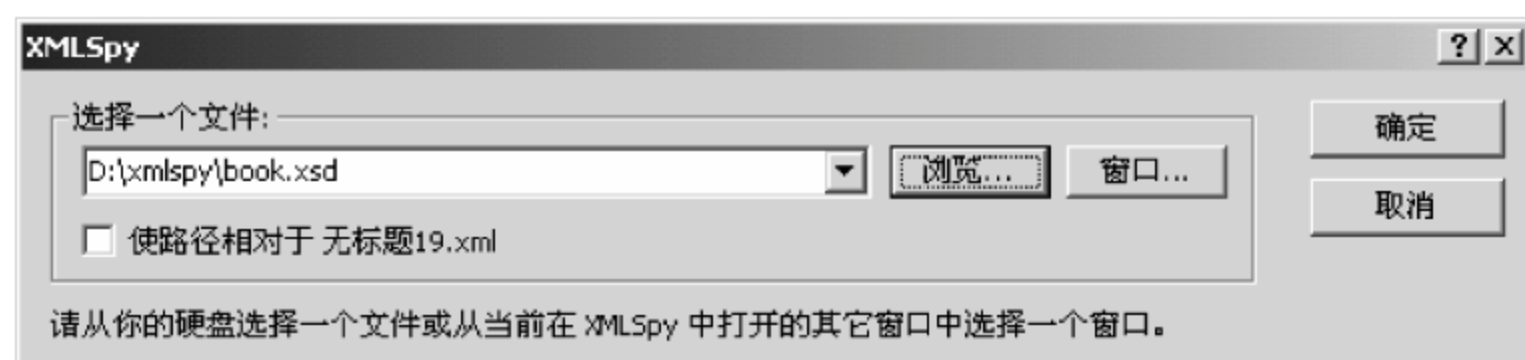 XMLSpy
选择一个文件:
D:\xmlspy\book.xsd
浏览...
窗口...
确定
取消
使路径相对于 无标题19.xml
请从你的硬盘选择一个文件或从当前在 XMLSpy 中打开的其它窗口中选择一个窗口。